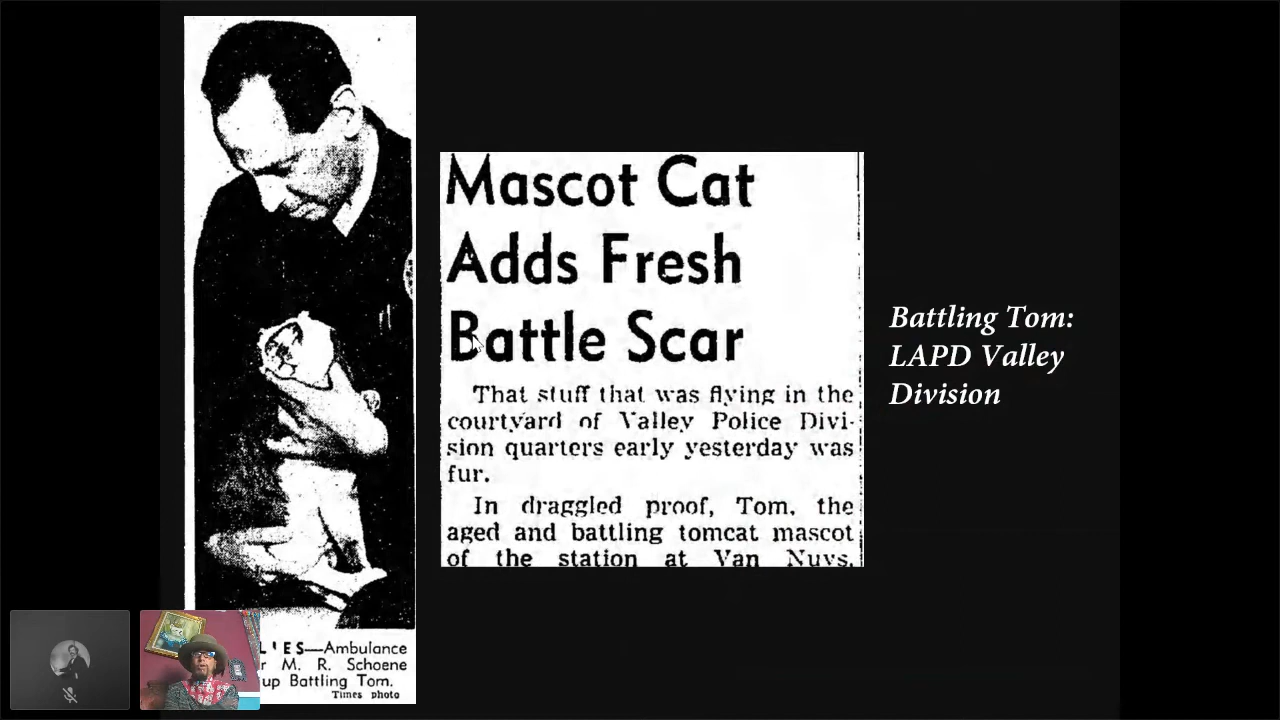 Mascot Cat
Adds Fresh
Battle Scar
That stuff that was flying in the
courtyard of Valley Police Divi-
sion quarters early yesterday was
fur.
In draggled proof, Tom, the
aged and battling tomcat mascot
of the station at Van Nuys,
Battling Tom:
LAPD Valley
Division
—Ambulance
M. R. Schoene
up Battling Tom.
Times photo